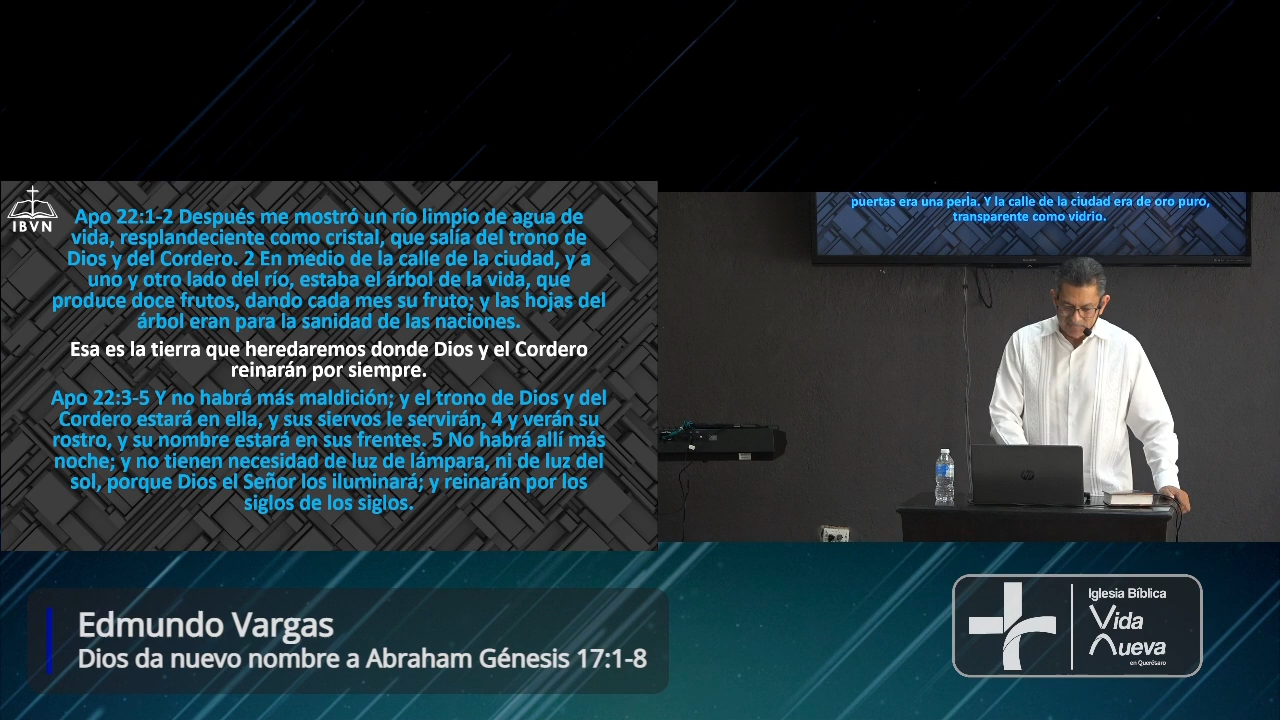 IBVN
Apo 22:1-2 Después me mostró un río limpio de agua de
vida, resplandeciente como cristal, que salía del trono de
Dios y del Cordero. 2 En medio de la calle de la ciudad, y a
uno y otro lado del río, estaba el árbol de la vida, que
produce doce frutos, dando cada mes su fruto; y las hojas del
árbol eran para la sanidad de las naciones.
Esa es la tierra que heredaremos donde Dios y el Cordero
reinarán por siempre.
Apo 22:3-5 Y no habrá más maldición; y el trono de Dios y del
Cordero estará en ella, y sus siervos le servirán, 4 y verán su
rostro, y su nombre estará en sus frentes. 5 No habrá allí más
noche; y no tienen necesidad de luz de lámpara, ni de luz del
sol, porque Dios el Señor los iluminará; y reinarán por los
siglos de los siglos.
puertas era una perla. Y la calle de la ciudad era de oro puro,
transparente como vidrio.
hp
Edmundo Vargas
Dios da nuevo nombre a Abraham Génesis 17:1-8
Iglesia Bíblica
Vida
Nueva
en Querétaro